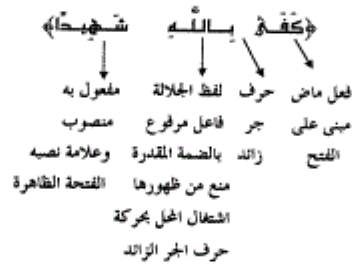 ﴿كَفَىٰ بِاللَّهِ شَهِيدًا﴾
فعل ماض حرف لفظ الجلالة مفعول به
مبنى على جر فاعل مرفوع منصوب
الفتح زائد بالضمة المقدرة وعلامة نصبه
منع من ظهورها الفتحة الظاهرة
اشتغال المحل بحركة
حرف الجر الزائد